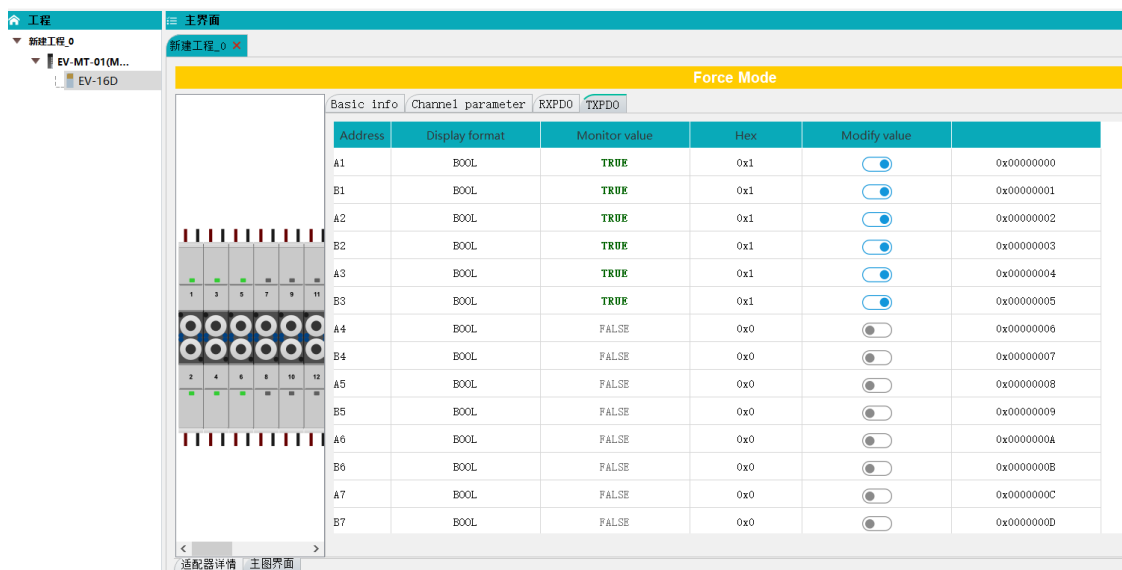 工程
主界面
新建工程_0
EV-MT-01(M...
EV-16D
新建工程_0
Force Mode
Basic info Channel parameter RXPDO TXPDO
Address Display format Monitor value Hex Modify value
A1 BOOL TRUE 0x1 0x00000000
B1 BOOL TRUE 0x1 0x00000001
A2 BOOL TRUE 0x1 0x00000002
B2 BOOL TRUE 0x1 0x00000003
A3 BOOL TRUE 0x1 0x00000004
B3 BOOL TRUE 0x1 0x00000005
A4 BOOL FALSE 0x0 0x00000006
B4 BOOL FALSE 0x0 0x00000007
A5 BOOL FALSE 0x0 0x00000008
B5 BOOL FALSE 0x0 0x00000009
A6 BOOL FALSE 0x0 0x0000000A
B6 BOOL FALSE 0x0 0x0000000B
A7 BOOL FALSE 0x0 0x0000000C
B7 BOOL FALSE 0x0 0x0000000D
1 3 5 7 9 11
2 4 6 8 10 12
适配器详情 主图界面